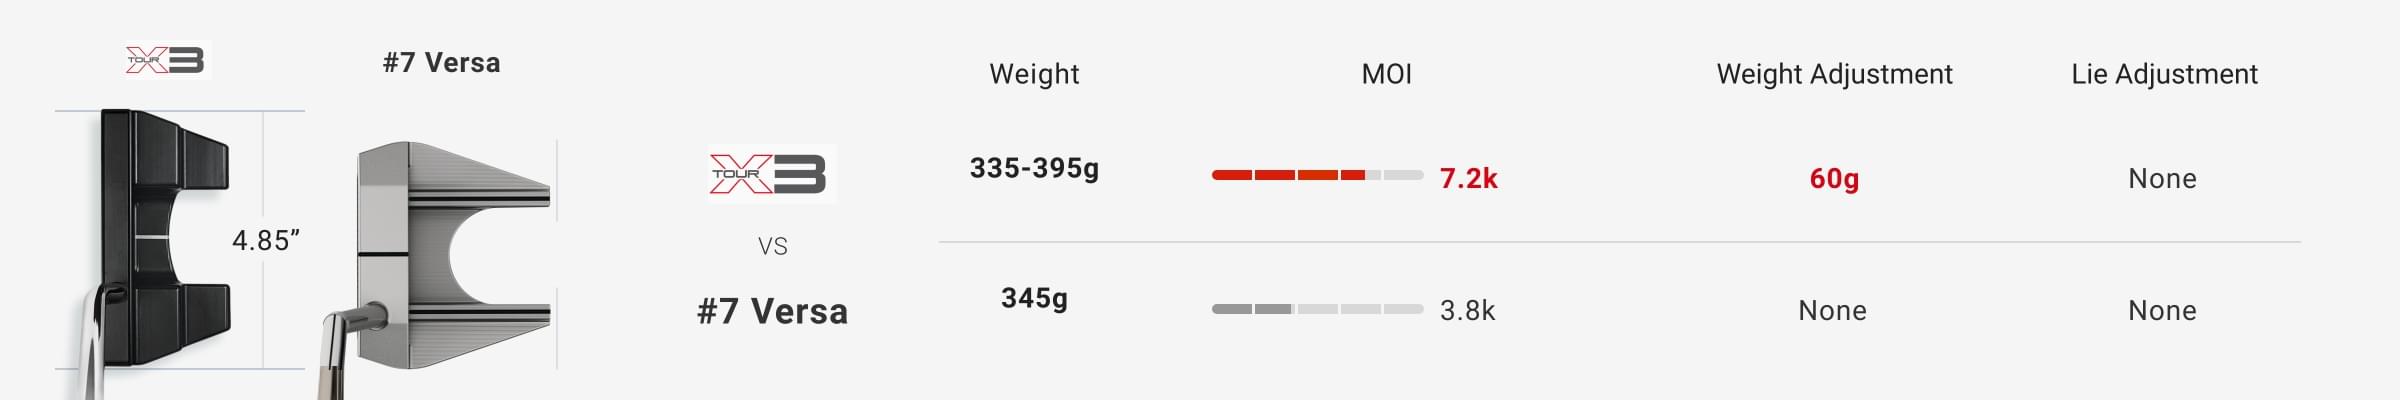 TOUR X3
#7 Versa
4.85”
Weight
MOI
Weight Adjustment
Lie Adjustment
TOUR X3
335-395g
7.2k
60g
None
VS
#7 Versa
345g
3.8k
None
None